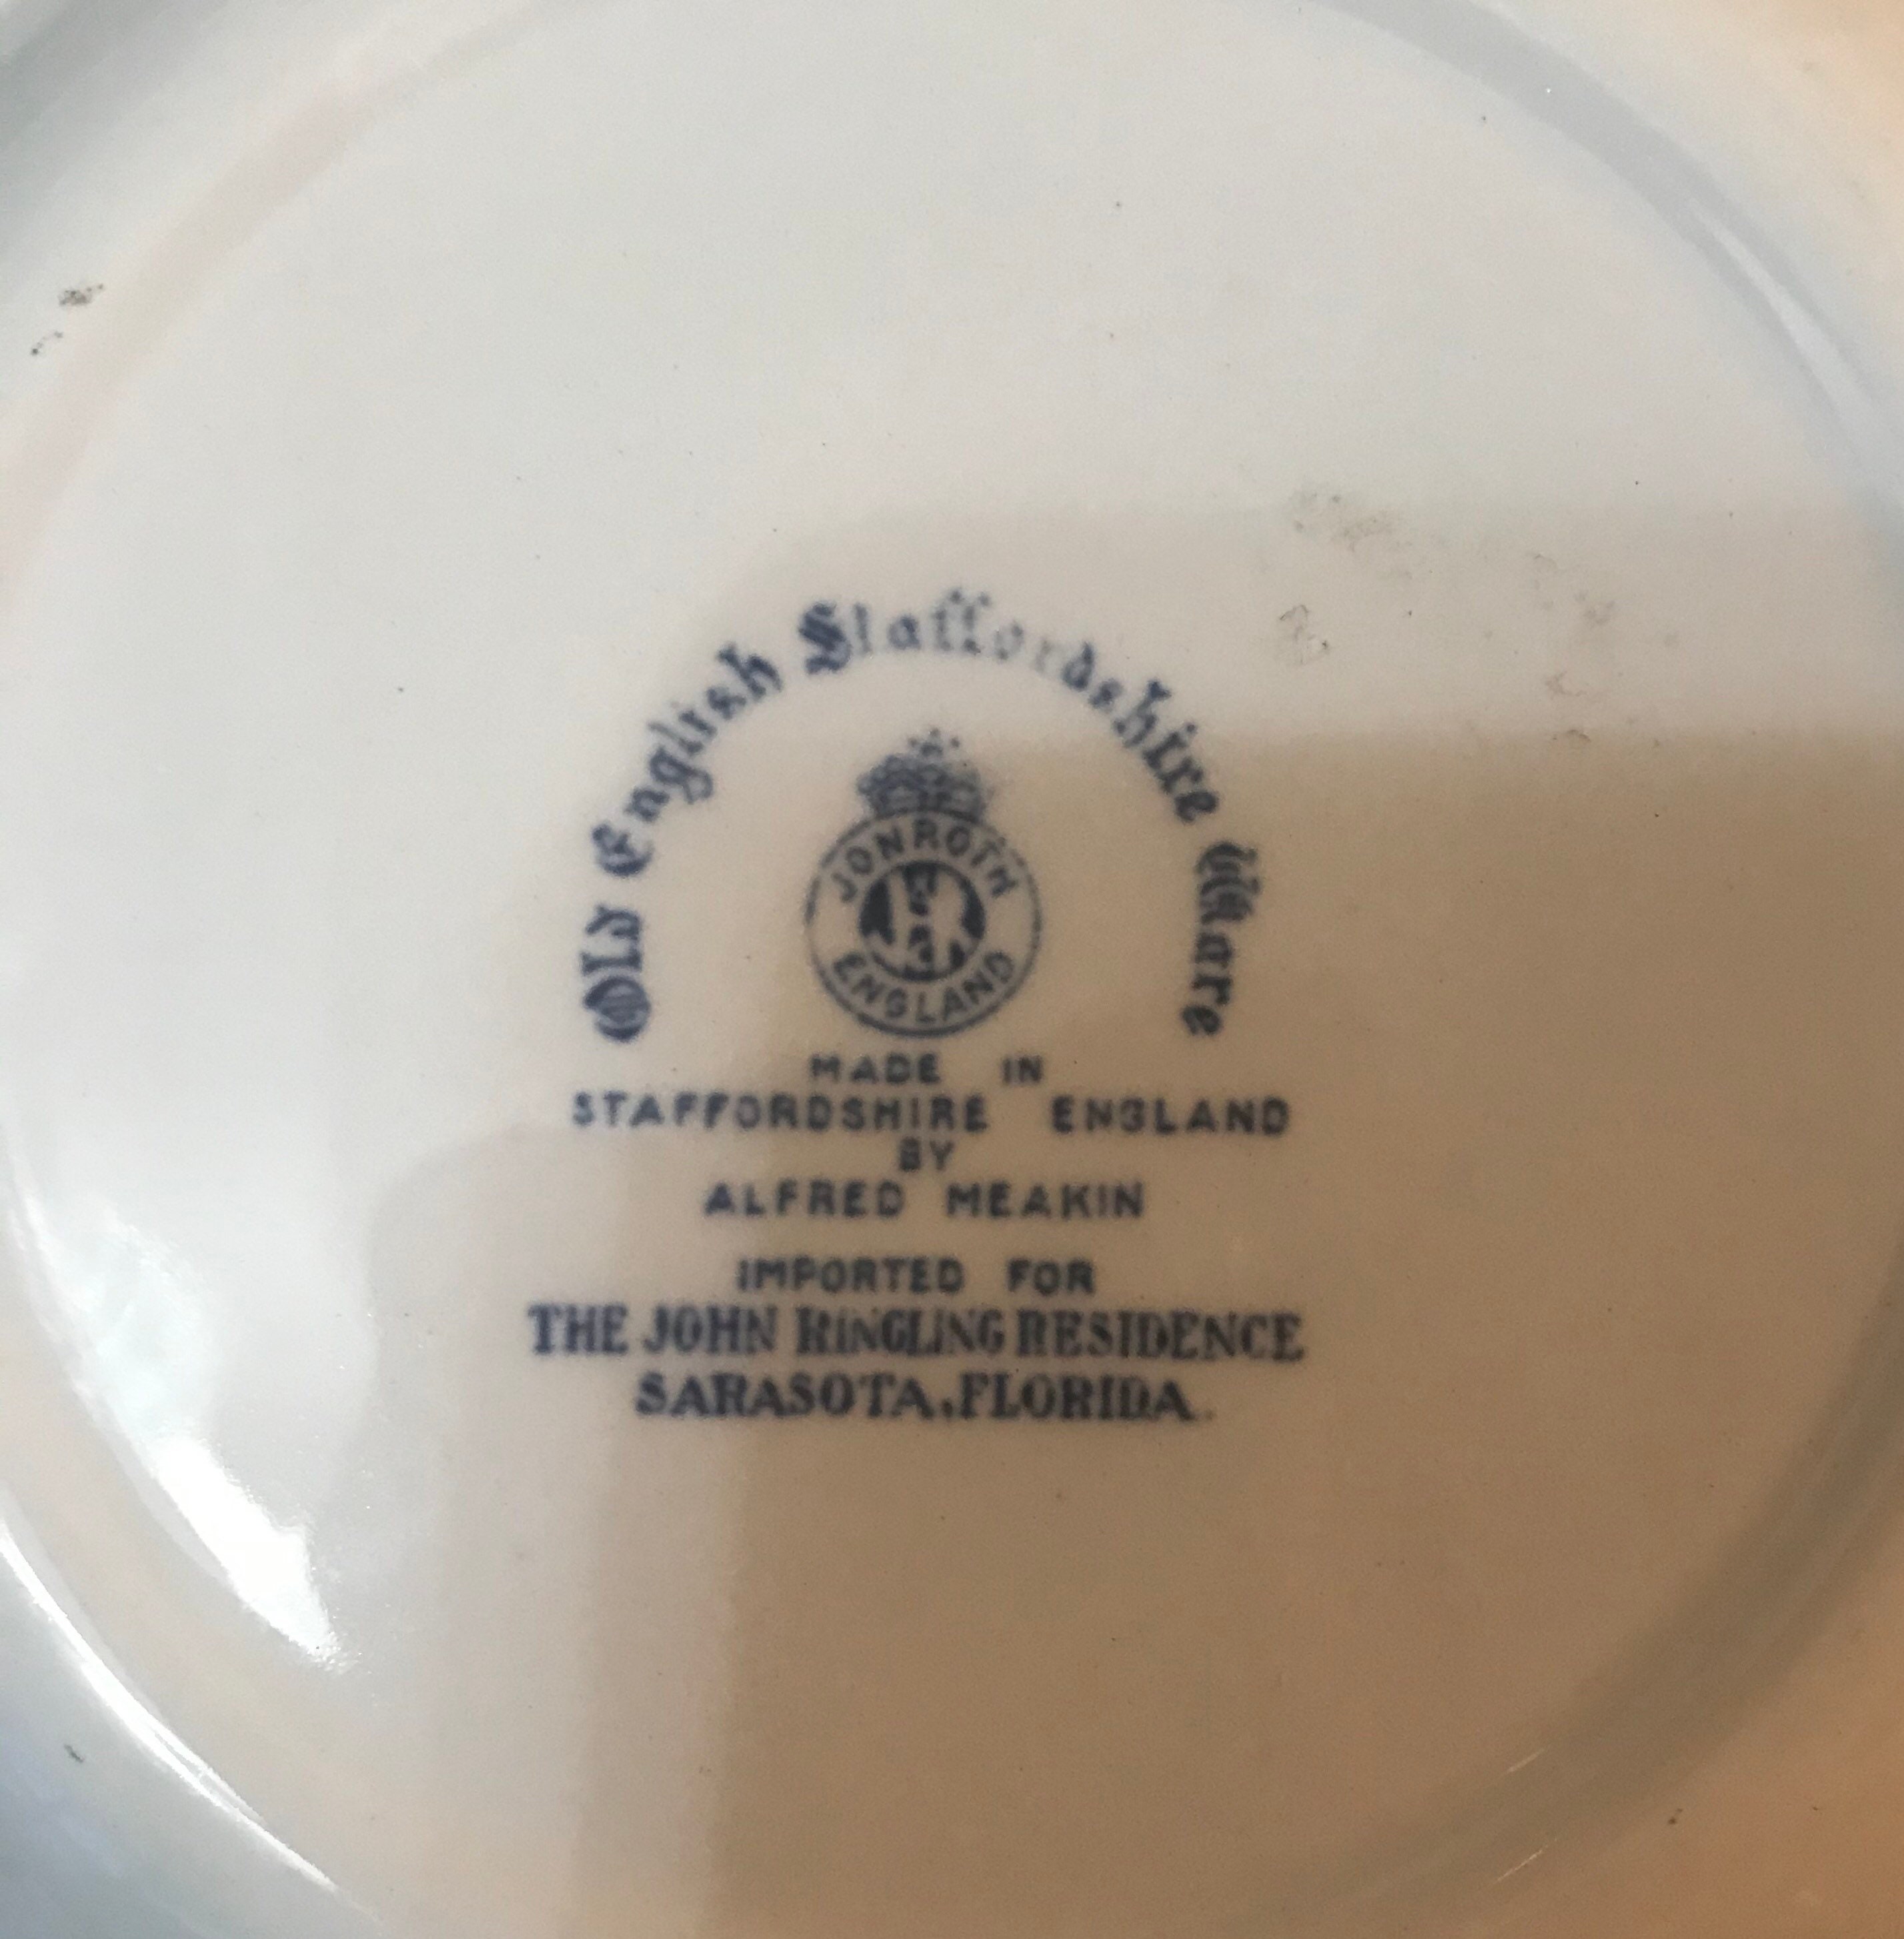 Old English Staffordshire Ware
JONROTH
ENGLAND
MADE IN
STAFFORDSHIRE ENGLAND
BY
ALFRED MEAKIN
IMPORTED FOR
THE JOHN RINGLING RESIDENCE
SARASOTA, FLORIDA.